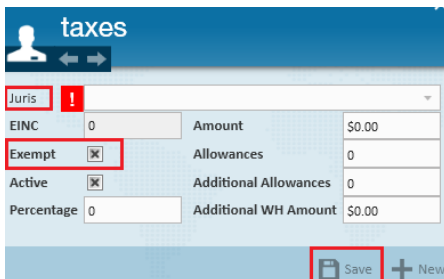 taxes
Juris !
EINC 0 Amount $0.00
Exempt Allowances 0
Active Additional Allowances 0
Percentage 0 Additional WH Amount $0.00
Save New